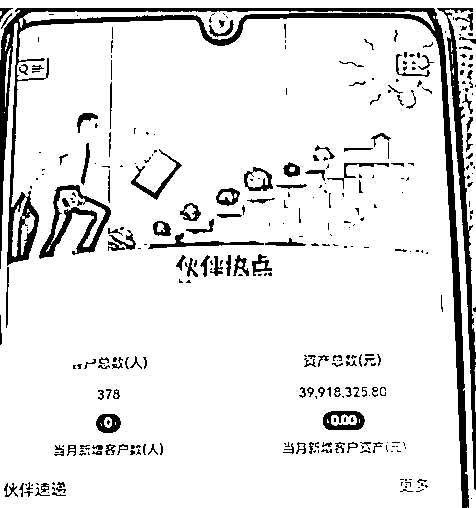 伙伴热点
客户总数(人)
资产总数(元)
378
39,918,325.80
0
0.00
当月新增客户数(人)
当月新增客户资产(元)
伙伴速递
更多